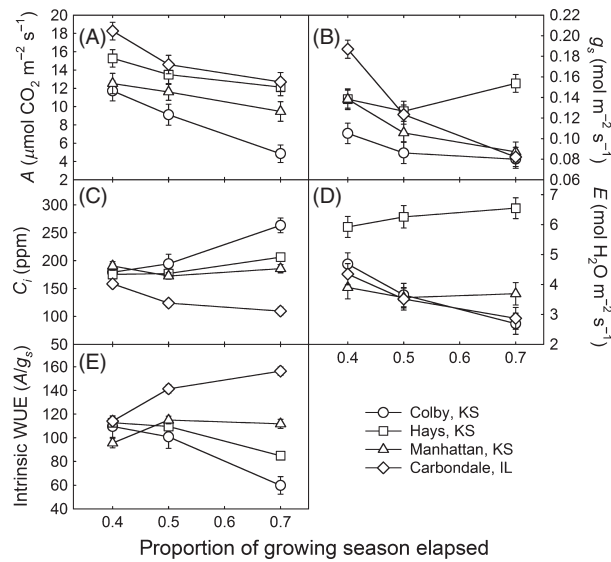 (A)
20
18
16
14
12
10
8
6
4
2
A (μmol CO2 m−2 s−1)
(B)
0.22
0.20
0.18
0.16
0.14
0.12
0.10
0.08
0.06
gs (mol m−2 s−1)
(C)
300
250
200
150
100
50
Ci (ppm)
(D)
7
6
5
4
3
2
E (mol H2O m−2 s−1)
0.4 0.5 0.6 0.7
(E)
160
140
120
100
80
60
40
Intrinsic WUE (A/gs)
0.4 0.5 0.6 0.7
Colby, KS
Hays, KS
Manhattan, KS
Carbondale, IL
Proportion of growing season elapsed